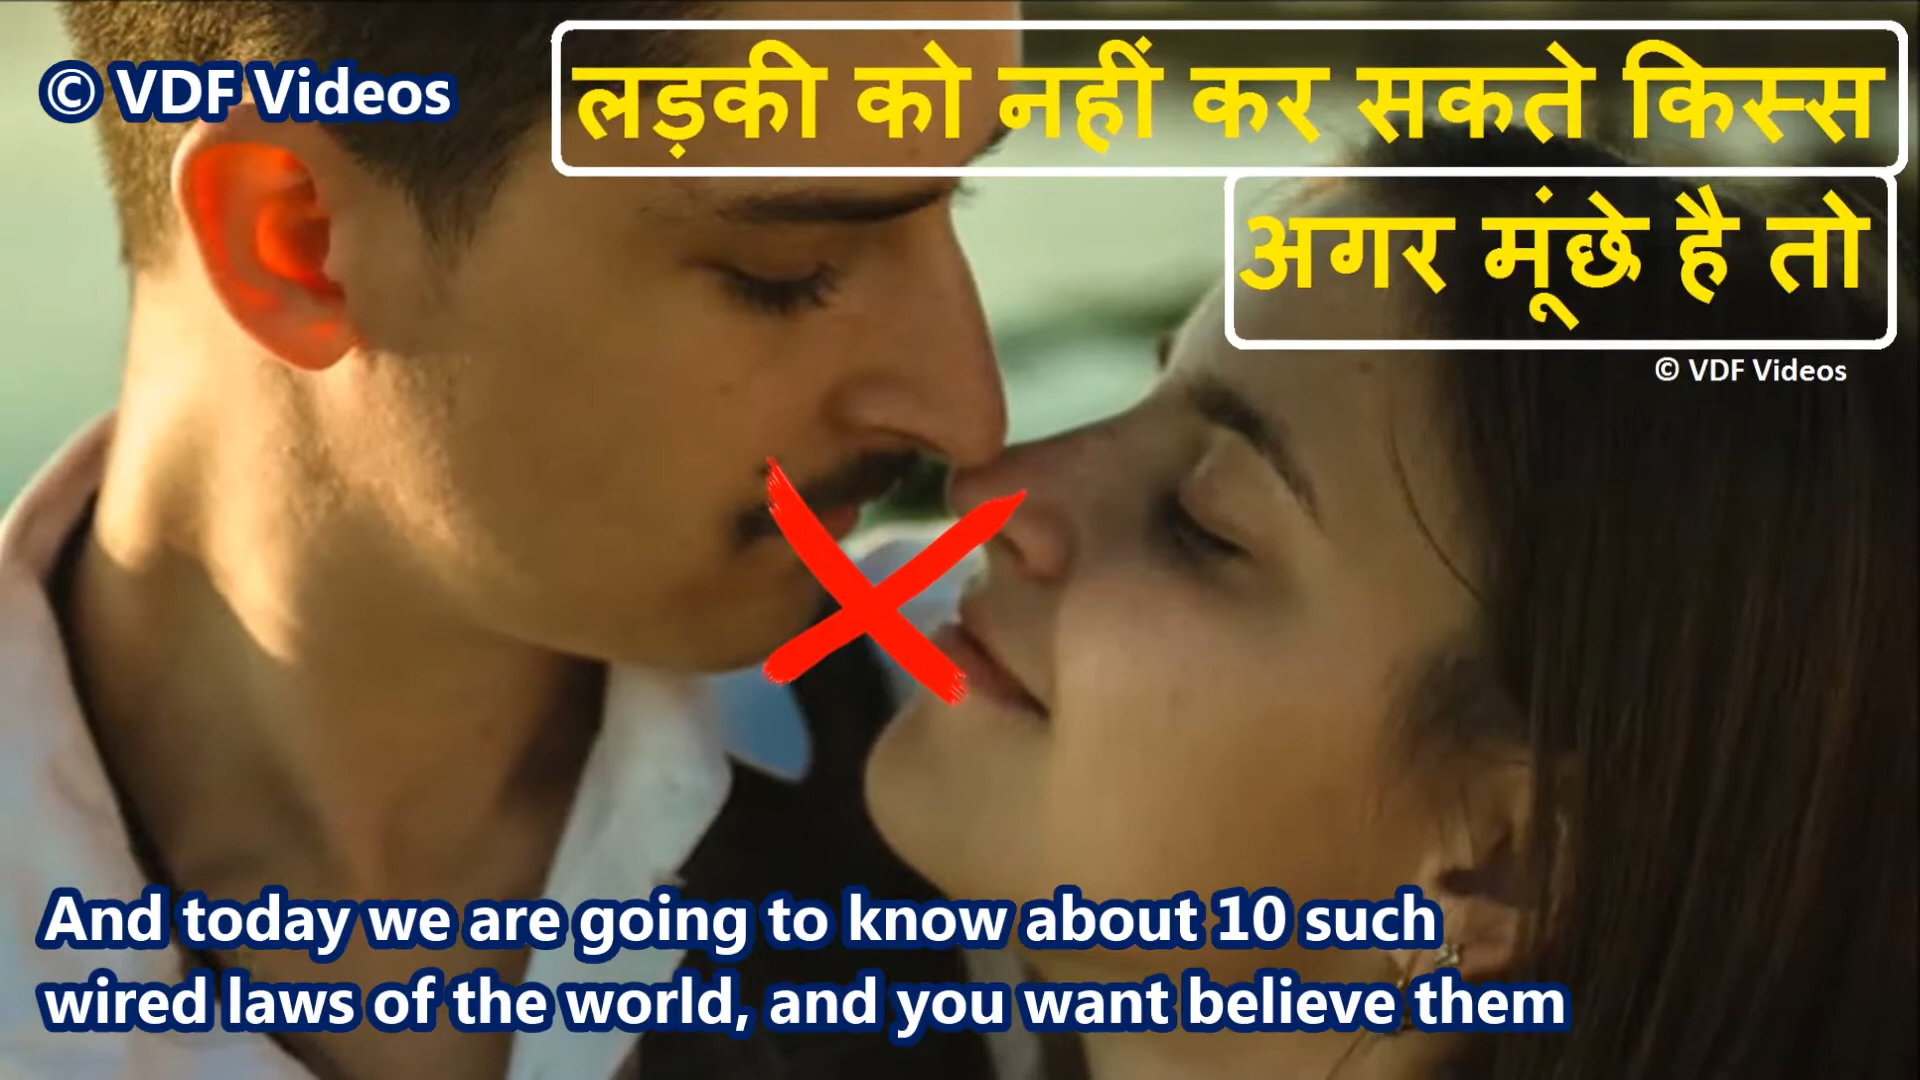 © VDF Videos
लड़की को नहीं कर सकते किस्स
अगर मूंछे है तो
© VDF Videos
And today we are going to know about 10 such
wired laws of the world, and you want believe them